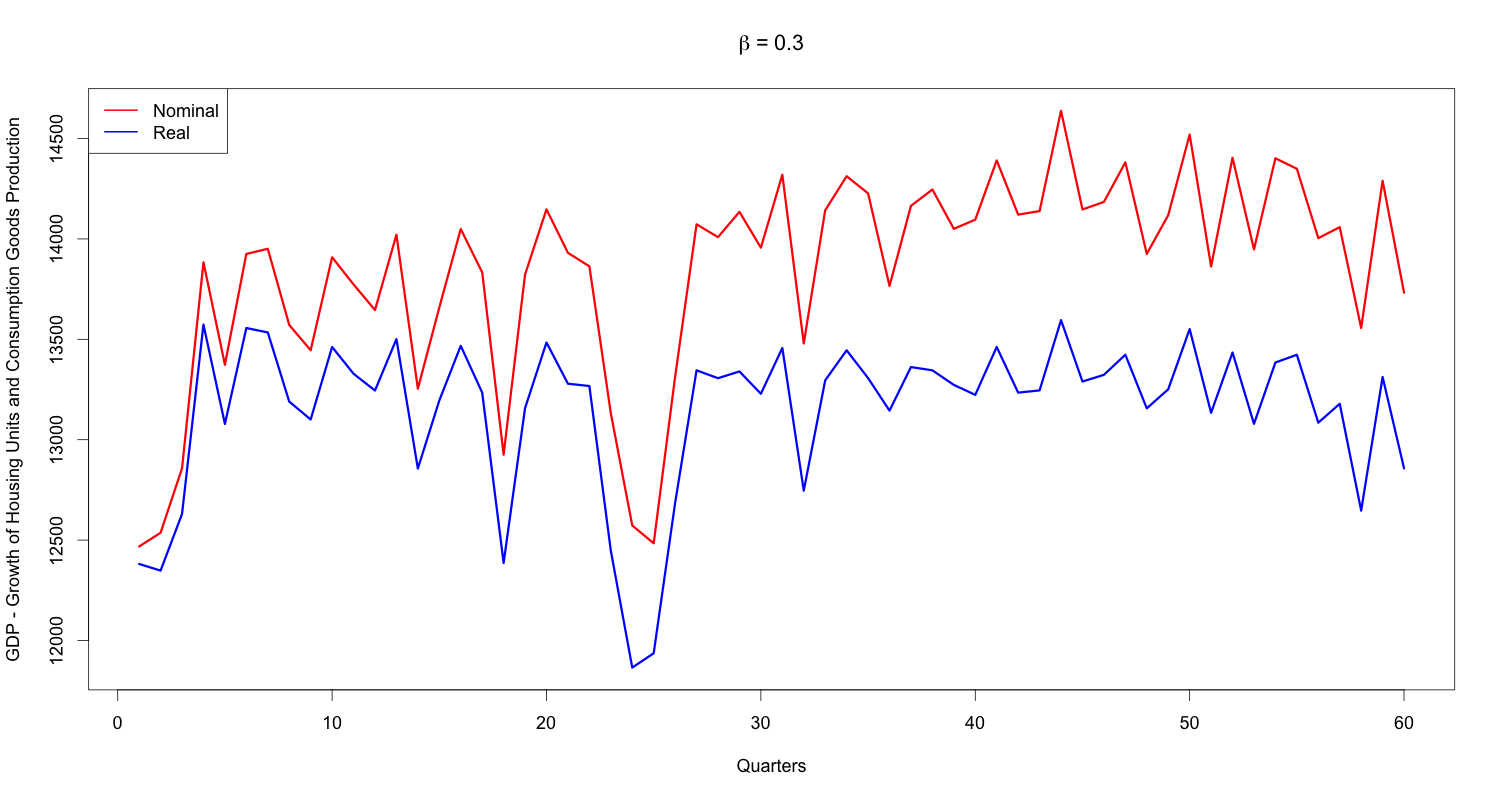 β = 0.3
Nominal
Real
GDP - Growth of Housing Units and Consumption Goods Production
14500
14000
13500
13000
12500
12000
0 10 20 30 40 50 60
Quarters